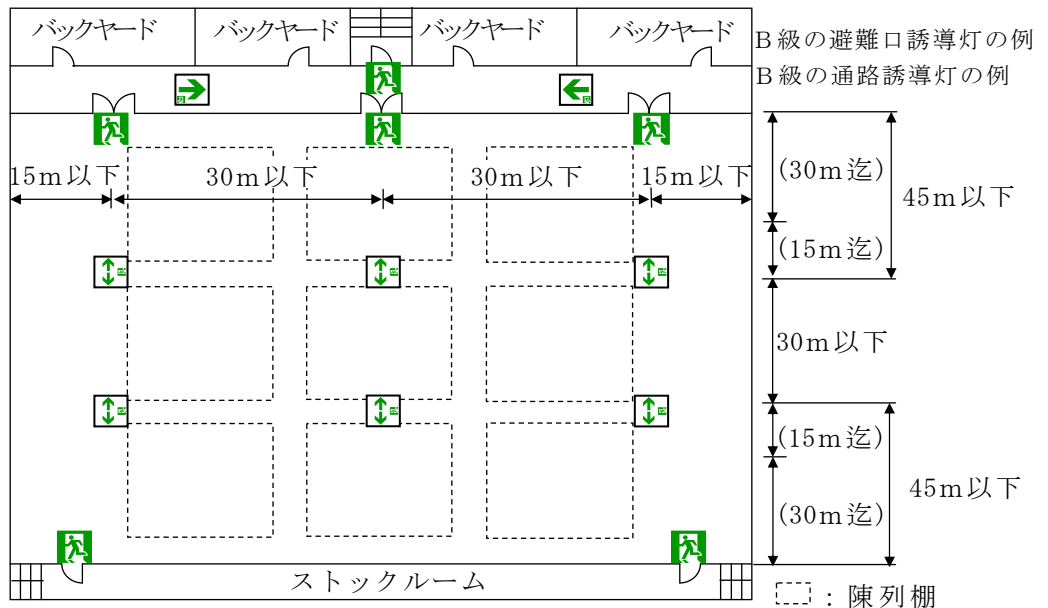 バックヤード バックヤード バックヤード バックヤード
B級の避難口誘導灯の例
B級の通路誘導灯の例
15m以下 30m以下 30m以下 15m以下
(30m迄)
45m以下
(15m迄)
30m以下
(15m迄)
45m以下
(30m迄)
ストックルーム
：陳列棚